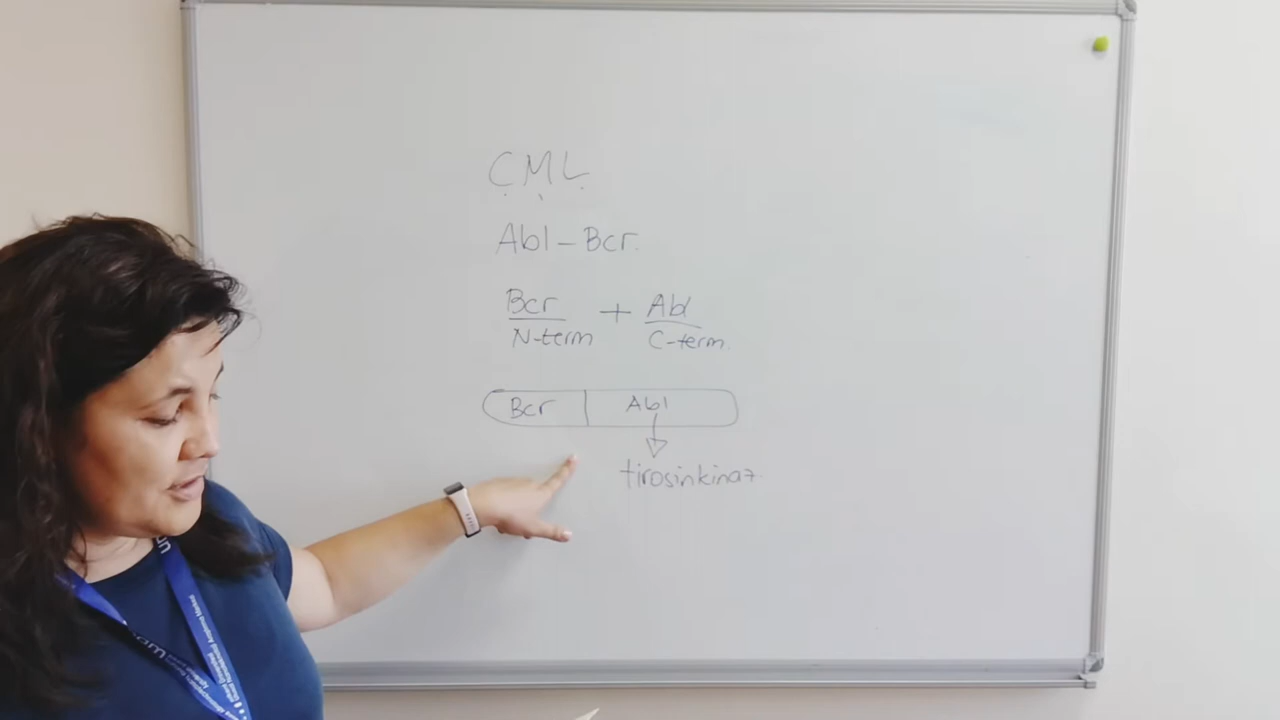 CML
Abl – Bcr.
Bcr + Abl
N-term C-term.
Bcr Abl
tirosinkinaz.